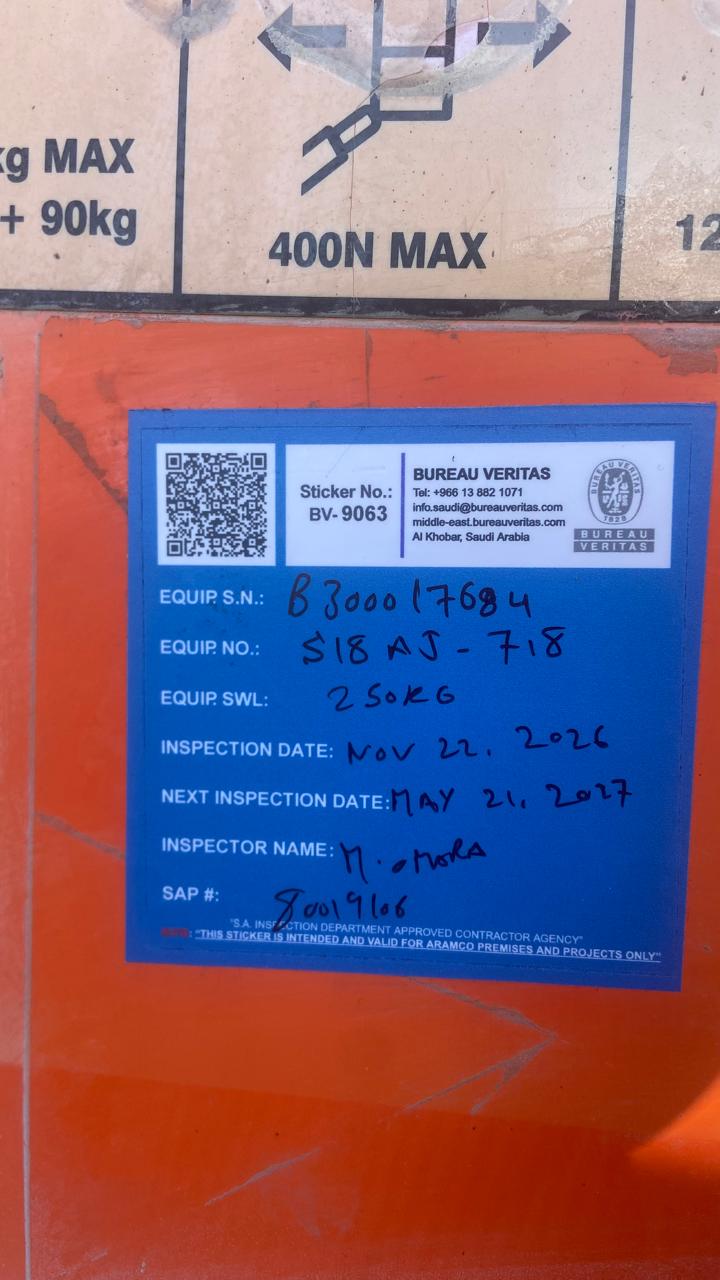 kg MAX
+ 90kg
400N MAX
12
Sticker No.:
BV- 9063
BUREAU VERITAS
Tel: +966 13 882 1071
info.saudi@bureauveritas.com
middle-east.bureauveritas.com
Al Khobar, Saudi Arabia
BUREAU VERITAS
1828
BUREAU
VERITAS
EQUIP. S.N.: B300017684
EQUIP. NO.: S18 AJ - 718
EQUIP. SWL: 250KG
INSPECTION DATE: NOV 22, 2026
NEXT INSPECTION DATE: MAY 21, 2027
INSPECTOR NAME: M. OMORA
SAP #: 80019106
"S.A. INSPECTION DEPARTMENT APPROVED CONTRACTOR AGENCY"
NOTE: "THIS STICKER IS INTENDED AND VALID FOR ARAMCO PREMISES AND PROJECTS ONLY"